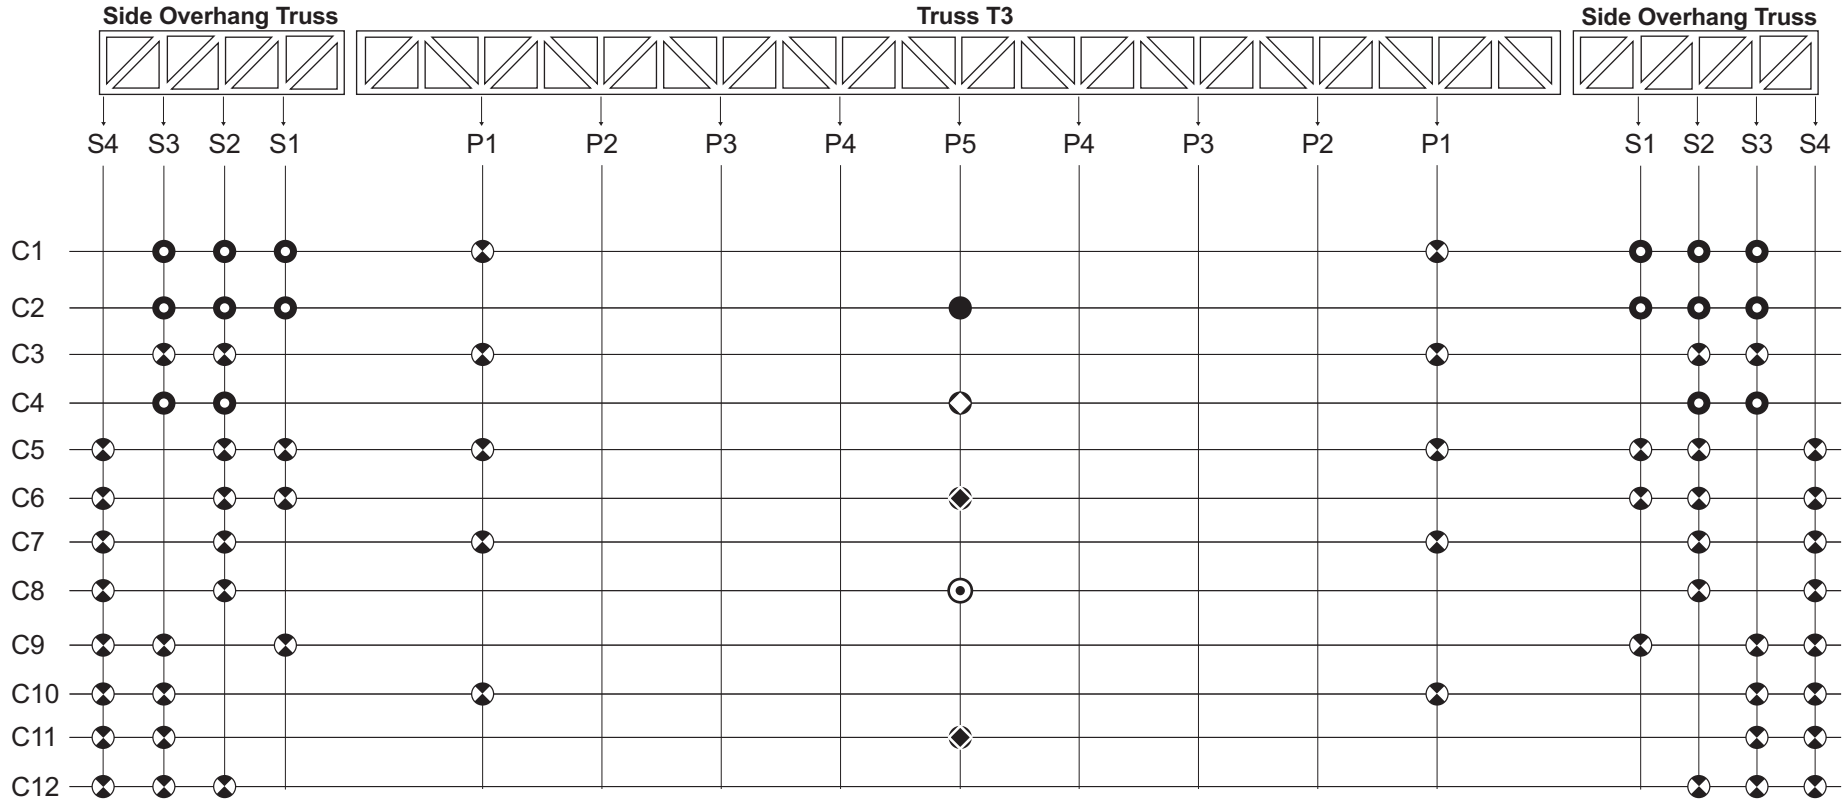 Side Overhang Truss Truss T3 Side Overhang Truss
S4 S3 S2 S1 P1 P2 P3 P4 P5 P4 P3 P2 P1 S1 S2 S3 S4
C1
C2
C3
C4
C5
C6
C7
C8
C9
C10
C11
C12